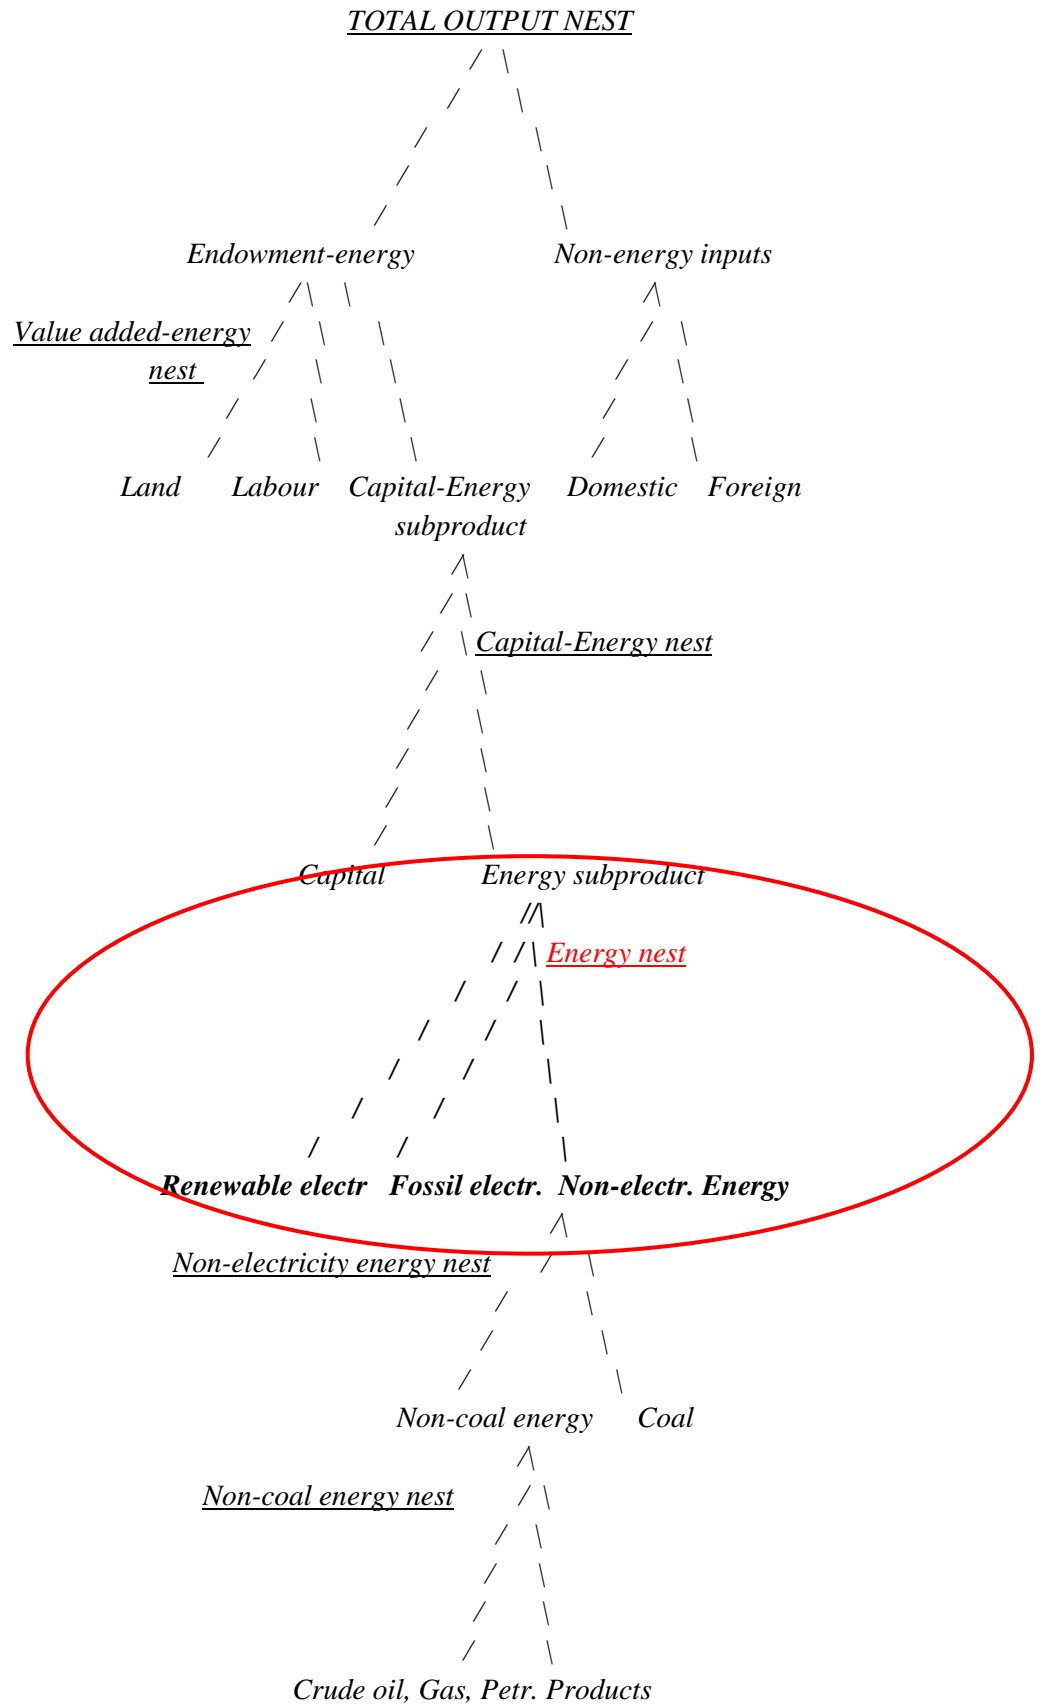 TOTAL OUTPUT NEST
Endowment-energy Non-energy inputs
Value added-energy
nest
Land Labour Capital-Energy Domestic Foreign
subproduct
Capital-Energy nest
Capital Energy subproduct
Energy nest
Renewable electr Fossil electr. Non-electr. Energy
Non-electricity energy nest
Non-coal energy Coal
Non-coal energy nest
Crude oil, Gas, Petr. Products